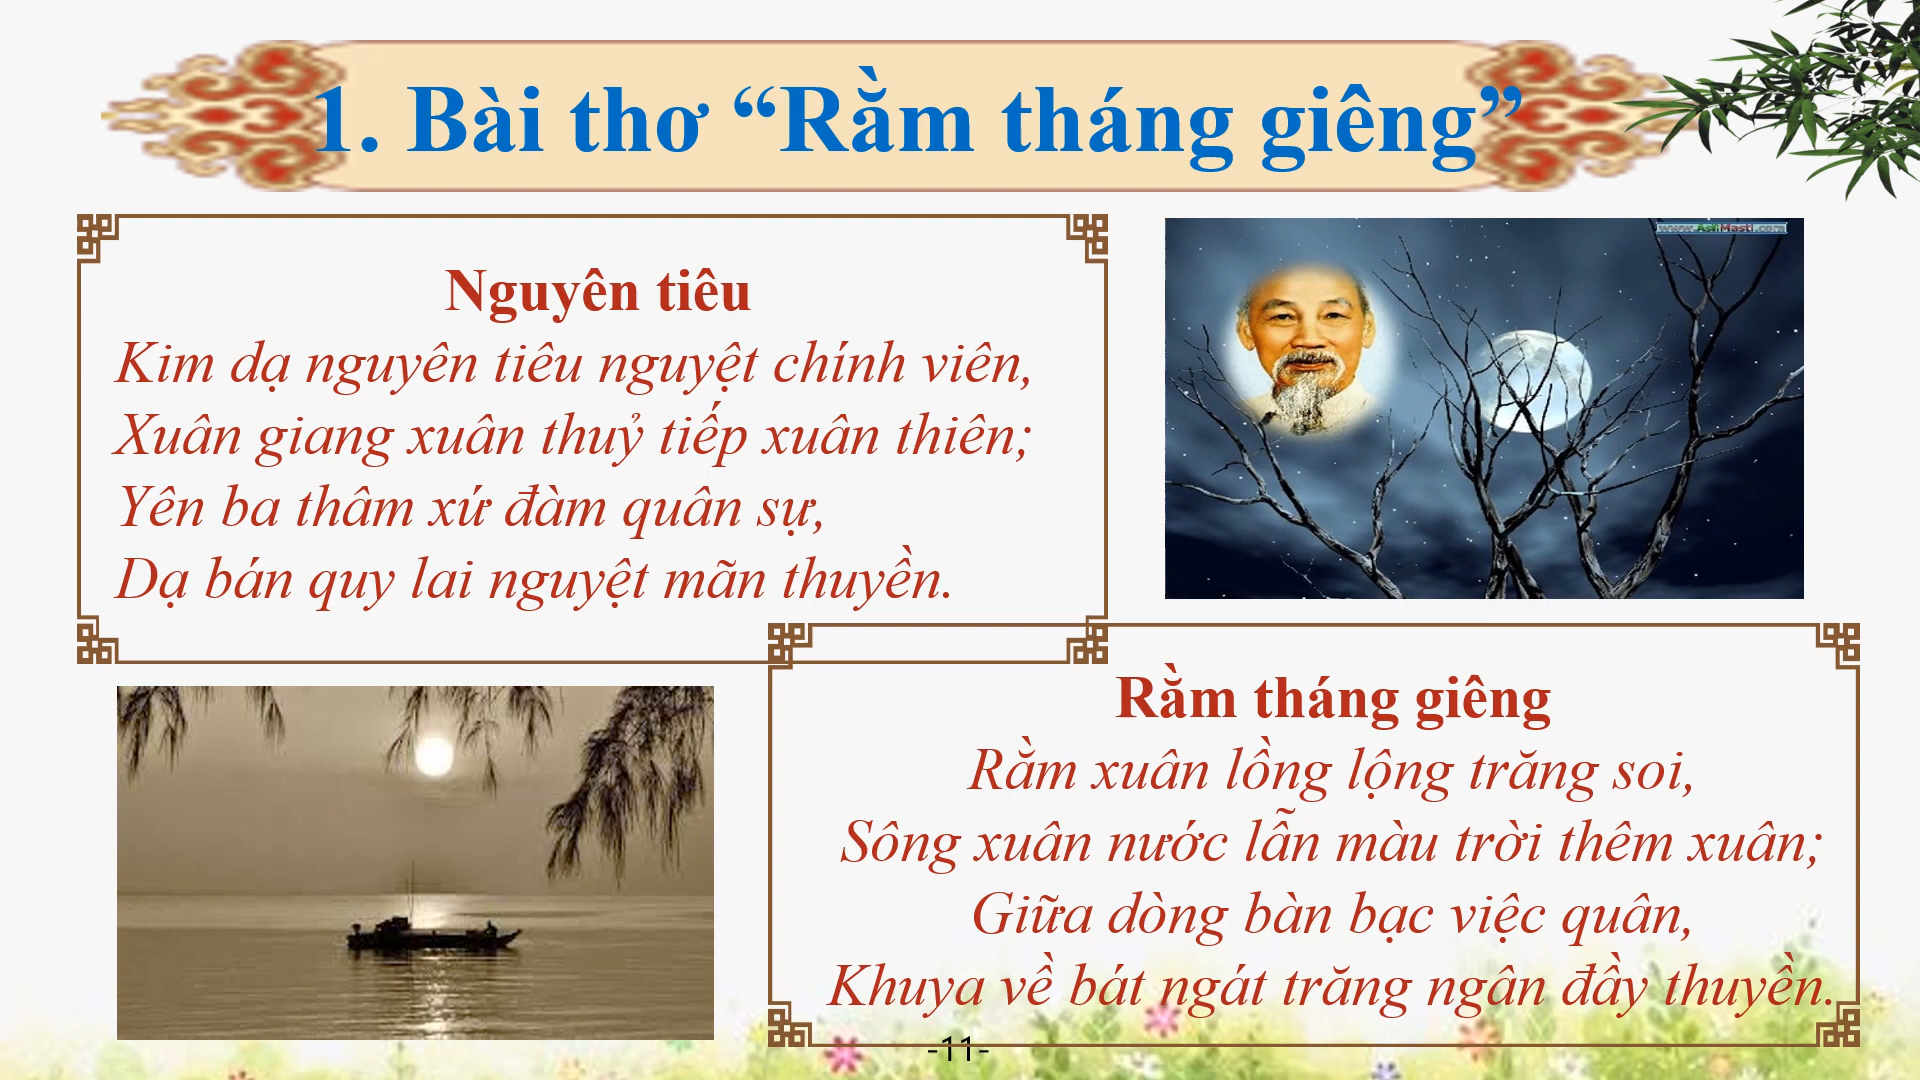 1. Bài thơ “Rằm tháng giêng”
Nguyên tiêu
Kim dạ nguyên tiêu nguyệt chính viên,
Xuân giang xuân thuỷ tiếp xuân thiên;
Yên ba thâm xứ đàm quân sự,
Dạ bán quy lai nguyệt mãn thuyền.
www.AsliMasti.com
Rằm tháng giêng
Rằm xuân lồng lộng trăng soi,
Sông xuân nước lẫn màu trời thêm xuân;
Giữa dòng bàn bạc việc quân,
Khuya về bát ngát trăng ngân đầy thuyền.
-11-